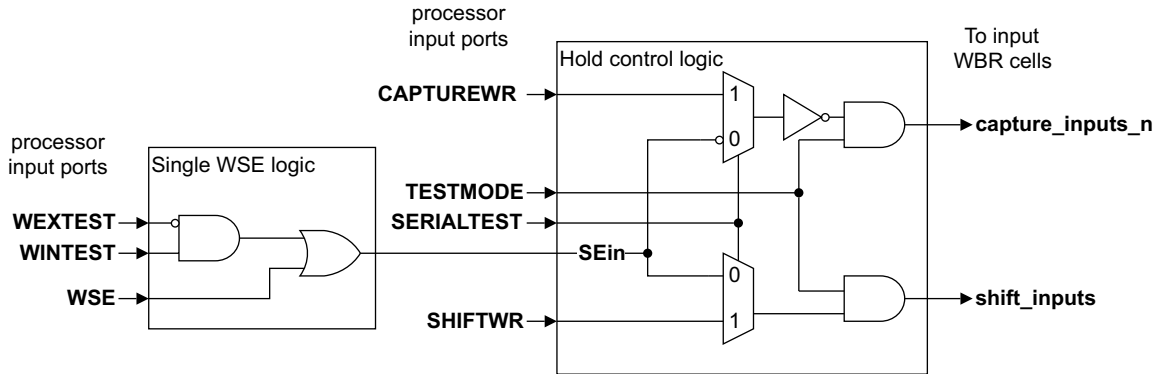 processor
input ports
To input
WBR cells
Hold control logic
CAPTUREWR
1
0
capture_inputs_n
processor
input ports
Single WSE logic
TESTMODE
WEXTEST
SERIALTEST
WINTEST
SEin
0
WSE
shift_inputs
SHIFTWR
1